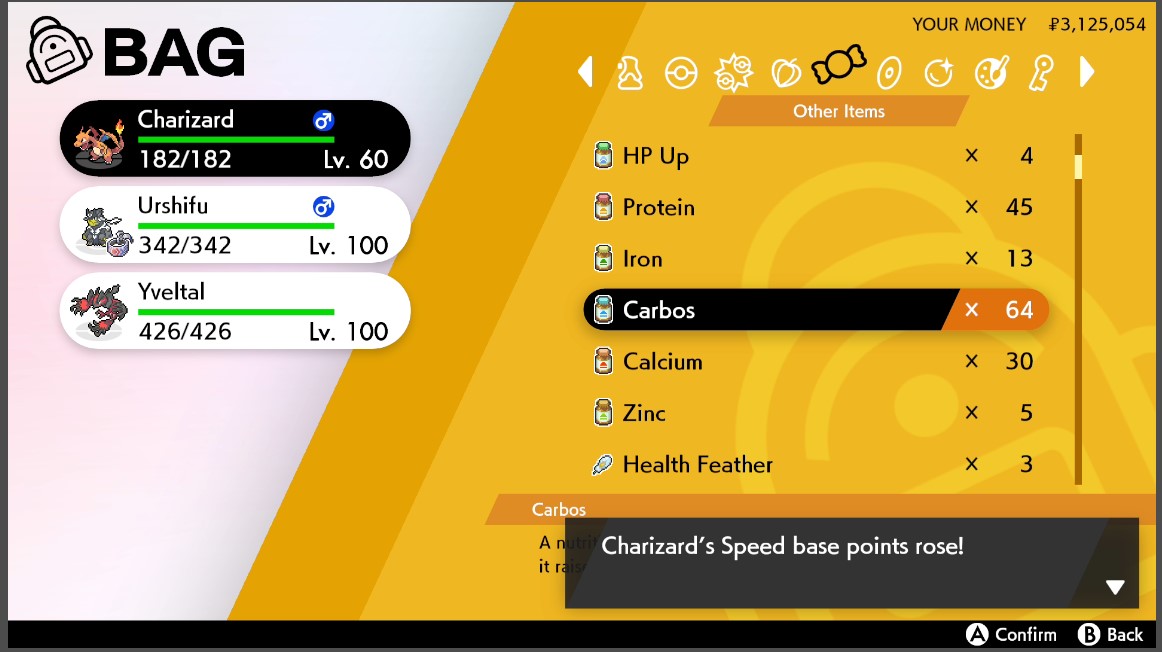 BAG
YOUR MONEY ₽3,125,054
Charizard ♂
182/182 Lv. 60
Urshifu ♂
342/342 Lv. 100
Yveltal
426/426 Lv. 100
Other Items
HP Up × 4
Protein × 45
Iron × 13
Carbos × 64
Calcium × 30
Zinc × 5
Health Feather × 3
Carbos
A
it
Charizard's Speed base points rose!
A Confirm B Back